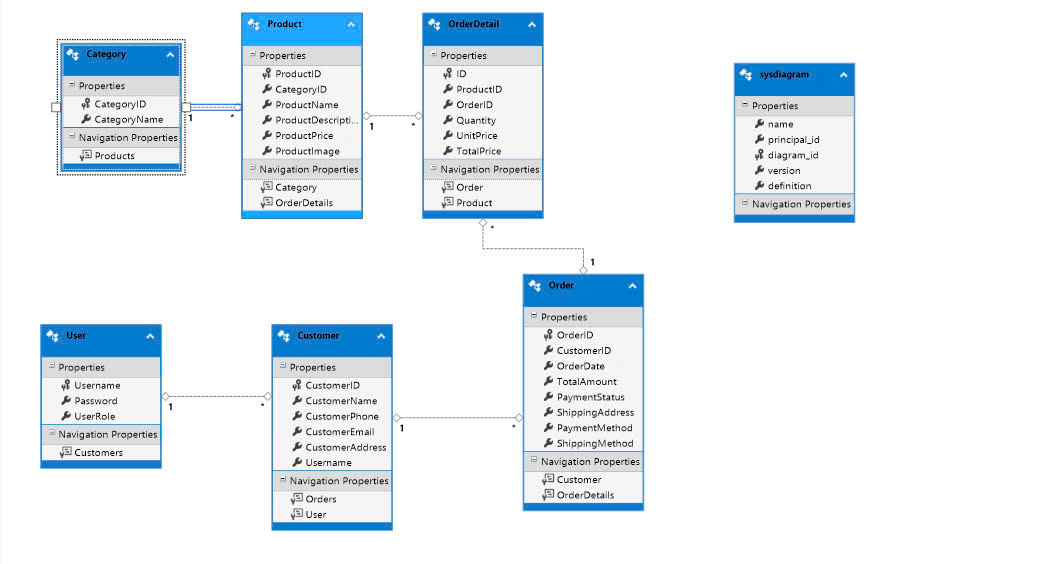 Category
Properties
CategoryID
CategoryName
Navigation Properties
Products
1
*
Product
Properties
ProductID
CategoryID
ProductName
ProductDescripti...
ProductPrice
ProductImage
Navigation Properties
Category
OrderDetails
1
*
OrderDetail
Properties
ID
ProductID
OrderID
Quantity
UnitPrice
TotalPrice
Navigation Properties
Order
Product
*
1
sysdiagram
Properties
name
principal_id
diagram_id
version
definition
Navigation Properties
User
Properties
Username
Password
UserRole
Navigation Properties
Customers
1
*
Customer
Properties
CustomerID
CustomerName
CustomerPhone
CustomerEmail
CustomerAddress
Username
Navigation Properties
Orders
User
1
*
Order
Properties
OrderID
CustomerID
OrderDate
TotalAmount
PaymentStatus
ShippingAddress
PaymentMethod
ShippingMethod
Navigation Properties
Customer
OrderDetails